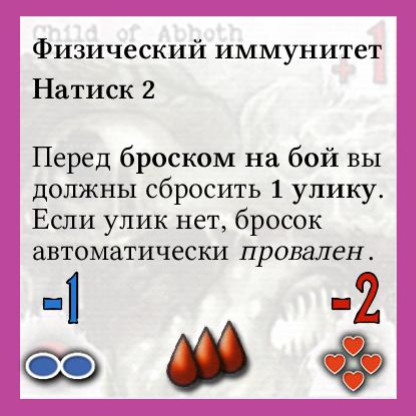 Child of Abhoth
+1
Физический иммунитет
Натиск 2
Перед броском на бой вы
должны сбросить 1 улику.
Если улик нет, бросок
автоматически провален.
-1
-2